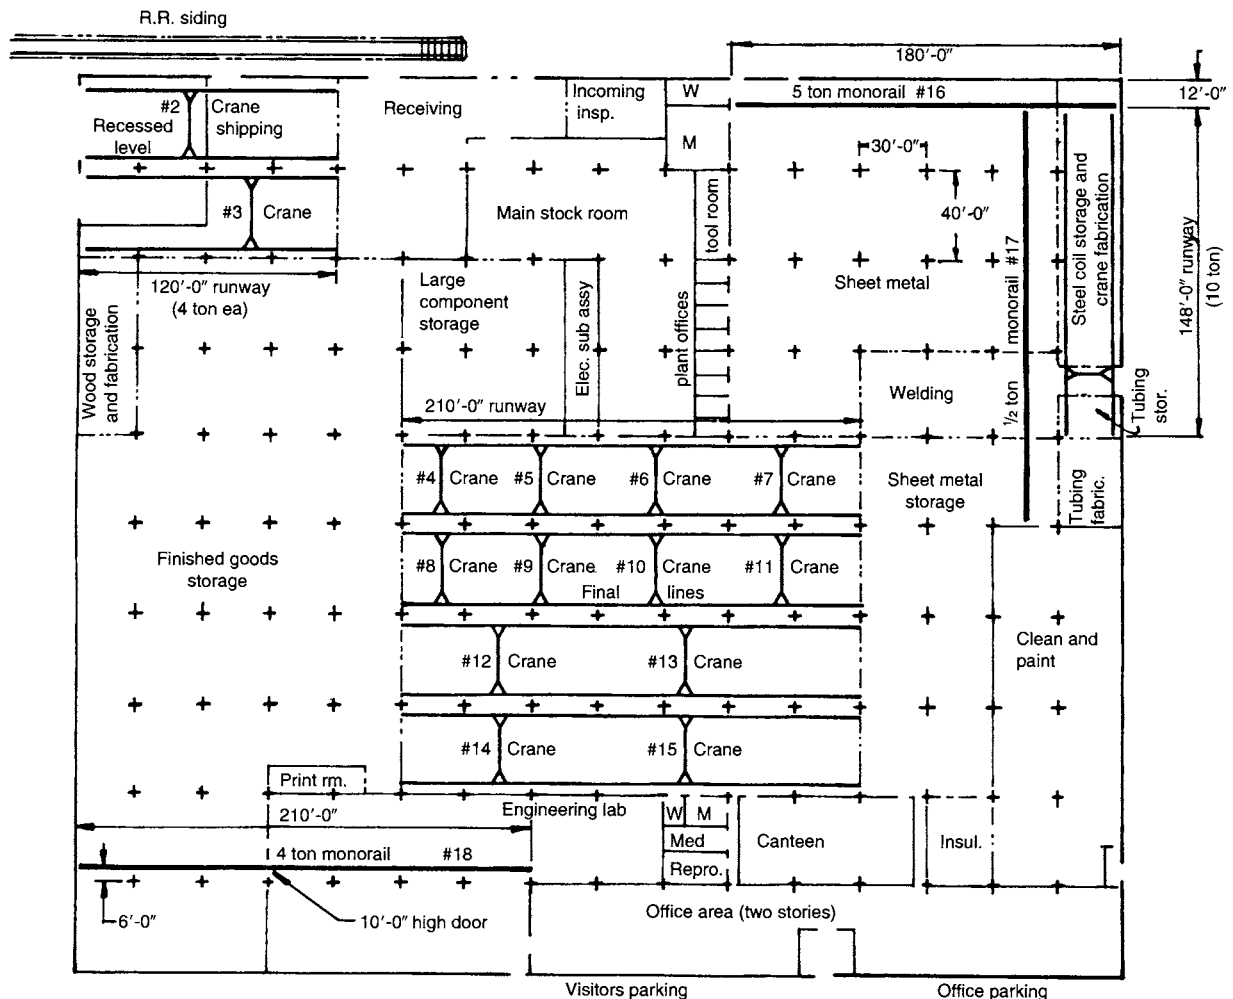 R.R. siding
180′-0″
12′-0″
5 ton monorail #16
#2 Crane
shipping
Recessed
level
Receiving
Incoming
insp.
W
M
30′-0″
40′-0″
#3 Crane
Main stock room
tool room
Steel coil storage and
crane fabrication
148′-0″ runway
(10 ton)
120′-0″ runway
(4 ton ea)
Large
component
storage
Elec. sub assy
plant offices
Sheet metal
½ ton monorail #17
Wood storage
and fabrication
Welding
Tubing
stor.
210′-0″ runway
#4 Crane #5 Crane #6 Crane #7 Crane
Sheet metal
storage
Tubing
fabric.
Finished goods
storage
#8 Crane #9 Crane #10 Crane #11 Crane
Final lines
#12 Crane #13 Crane
Clean and
paint
#14 Crane #15 Crane
Print rm.
210′-0″
Engineering lab
W M
Med
Repro.
Canteen
Insul.
4 ton monorail #18
6′-0″
10′-0″ high door
Office area (two stories)
Visitors parking
Office parking